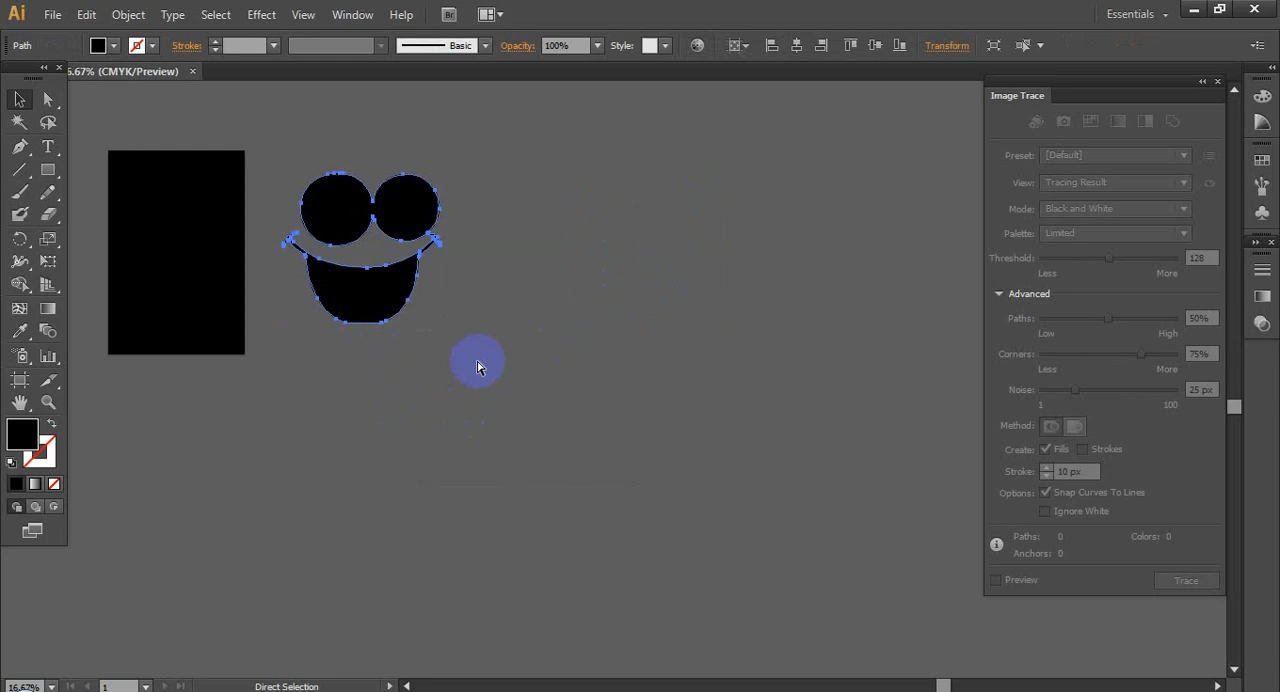 Ai File Edit Object Type Select Effect View Window Help Br Essentials
Path Stroke: Basic Opacity: 100% Style: Transform
6.67% (CMYK/Preview) ×
Image Trace
Preset: [Default]
View: Tracing Result
Mode: Black and White
Palette: Limited
Threshold: 128
Less More
Advanced
Paths: 50%
Low High
Corners: 75%
Less More
Noise: 25 px
1 100
Method:
Create: Fills Strokes
Stroke: 10 px
Options: Snap Curves To Lines
Ignore White
Paths: 0 Colors: 0
Anchors: 0
Preview Trace
16.67% 1 Direct Selection